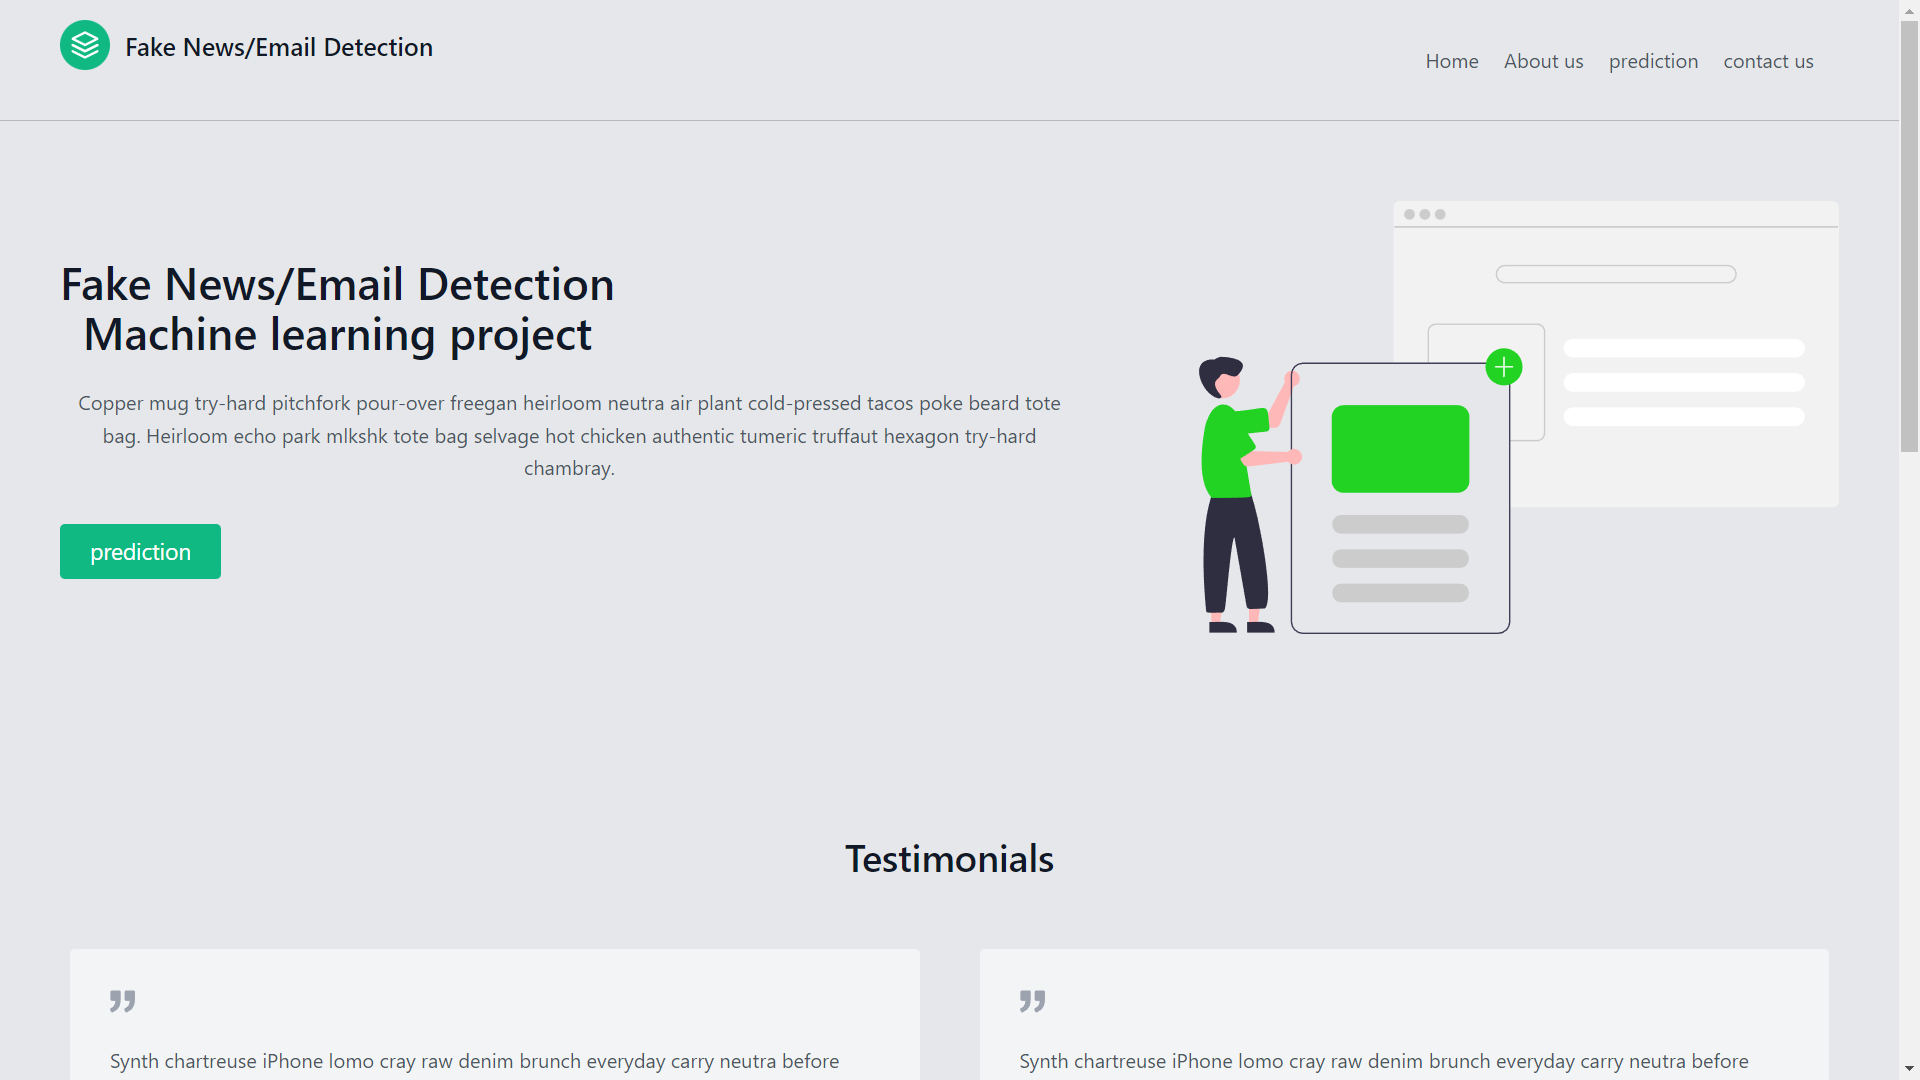 Fake News/Email Detection
Home About us prediction contact us
Fake News/Email Detection
Machine learning project
Copper mug try-hard pitchfork pour-over freegan heirloom neutra air plant cold-pressed tacos poke beard tote
bag. Heirloom echo park mlkshk tote bag selvage hot chicken authentic tumeric truffaut hexagon try-hard
chambray.
prediction
Testimonials
Synth chartreuse iPhone lomo cray raw denim brunch everyday carry neutra before
Synth chartreuse iPhone lomo cray raw denim brunch everyday carry neutra before